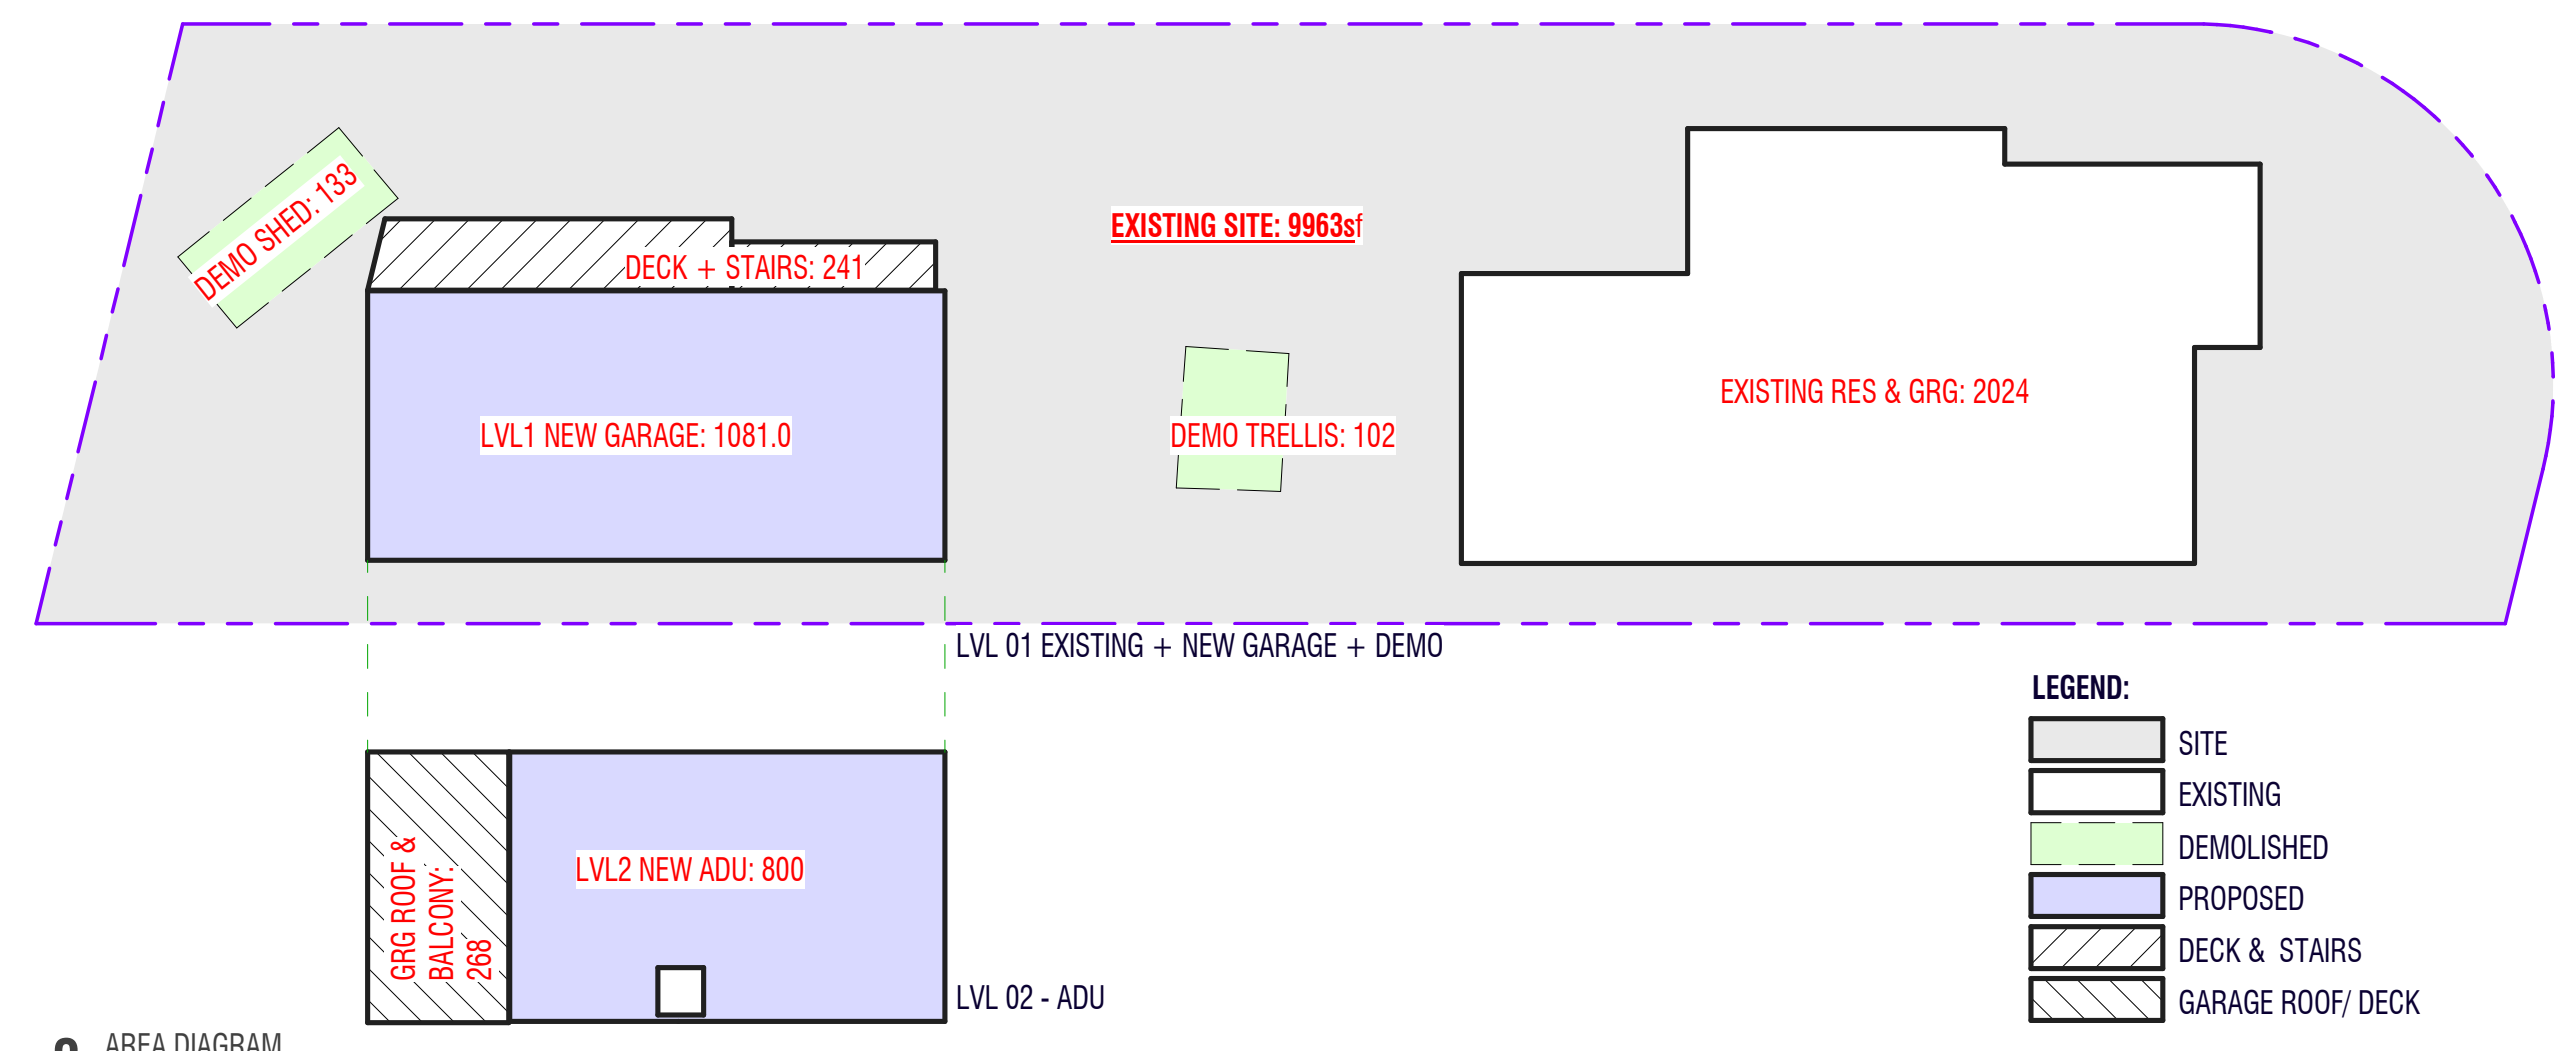 DEMO SHED: 133
EXISTING SITE: 9963sf
DECK + STAIRS: 241
EXISTING RES & GRG: 2024
LVL1 NEW GARAGE: 1081.0
DEMO TRELLIS: 102
LVL 01 EXISTING + NEW GARAGE + DEMO
LEGEND:
SITE
EXISTING
DEMOLISHED
PROPOSED
DECK & STAIRS
GARAGE ROOF/ DECK
GRG ROOF &
BALCONY:
268
LVL2 NEW ADU: 800
LVL 02 - ADU
AREA DIAGRAM